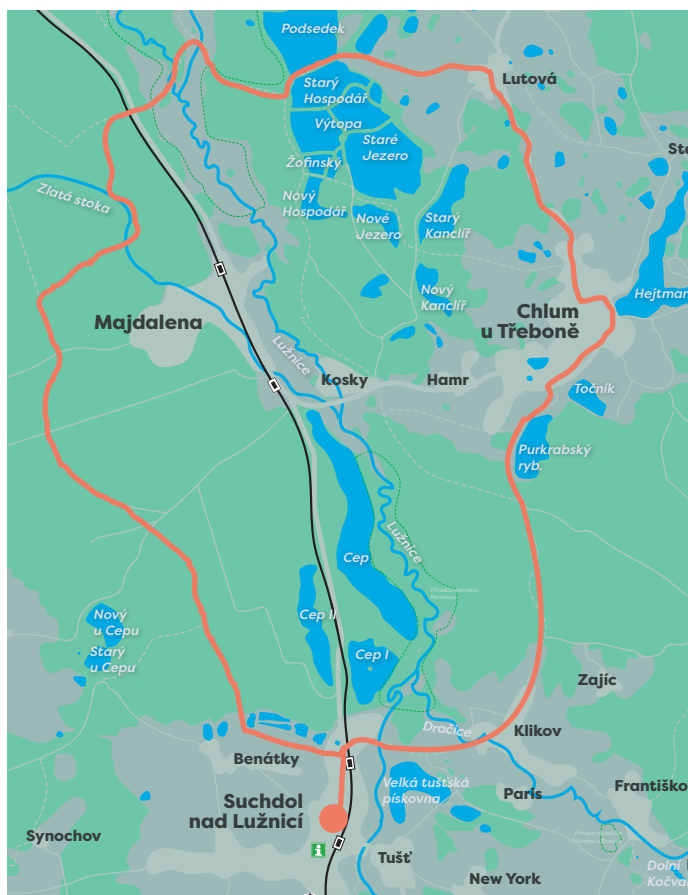 Podsedek
Starý
Hospodář
Lutová
Výtopa
Staré
Jezero
Sta
Žofinský
Zlatá stoka
Nový
Hospodář
Nové
Jezero
Starý
Kanclíř
Nový
Kanclíř
Hejtman
Majdalena
Chlum
u Třeboně
Lužnice
Kosky
Hamr
Točník
Purkrabský
ryb.
Lužnice
Cep
Nový
u Cepu
Starý
u Cepu
Cep II
Cep I
Zajíc
Dračice
Klikov
Benátky
Velká tušťská
pískovna
Paris
Františko
Suchdol
nad Lužnicí
i
Synochov
Tušť
New York
Dolní
Kočva